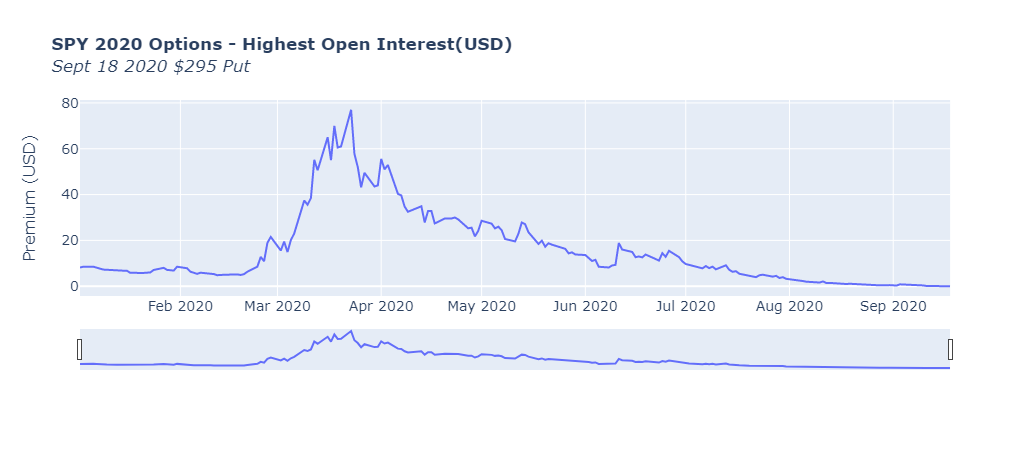 SPY 2020 Options - Highest Open Interest(USD)
Sept 18 2020 $295 Put
Premium (USD)
80
60
40
20
0
Feb 2020 Mar 2020 Apr 2020 May 2020 Jun 2020 Jul 2020 Aug 2020 Sep 2020